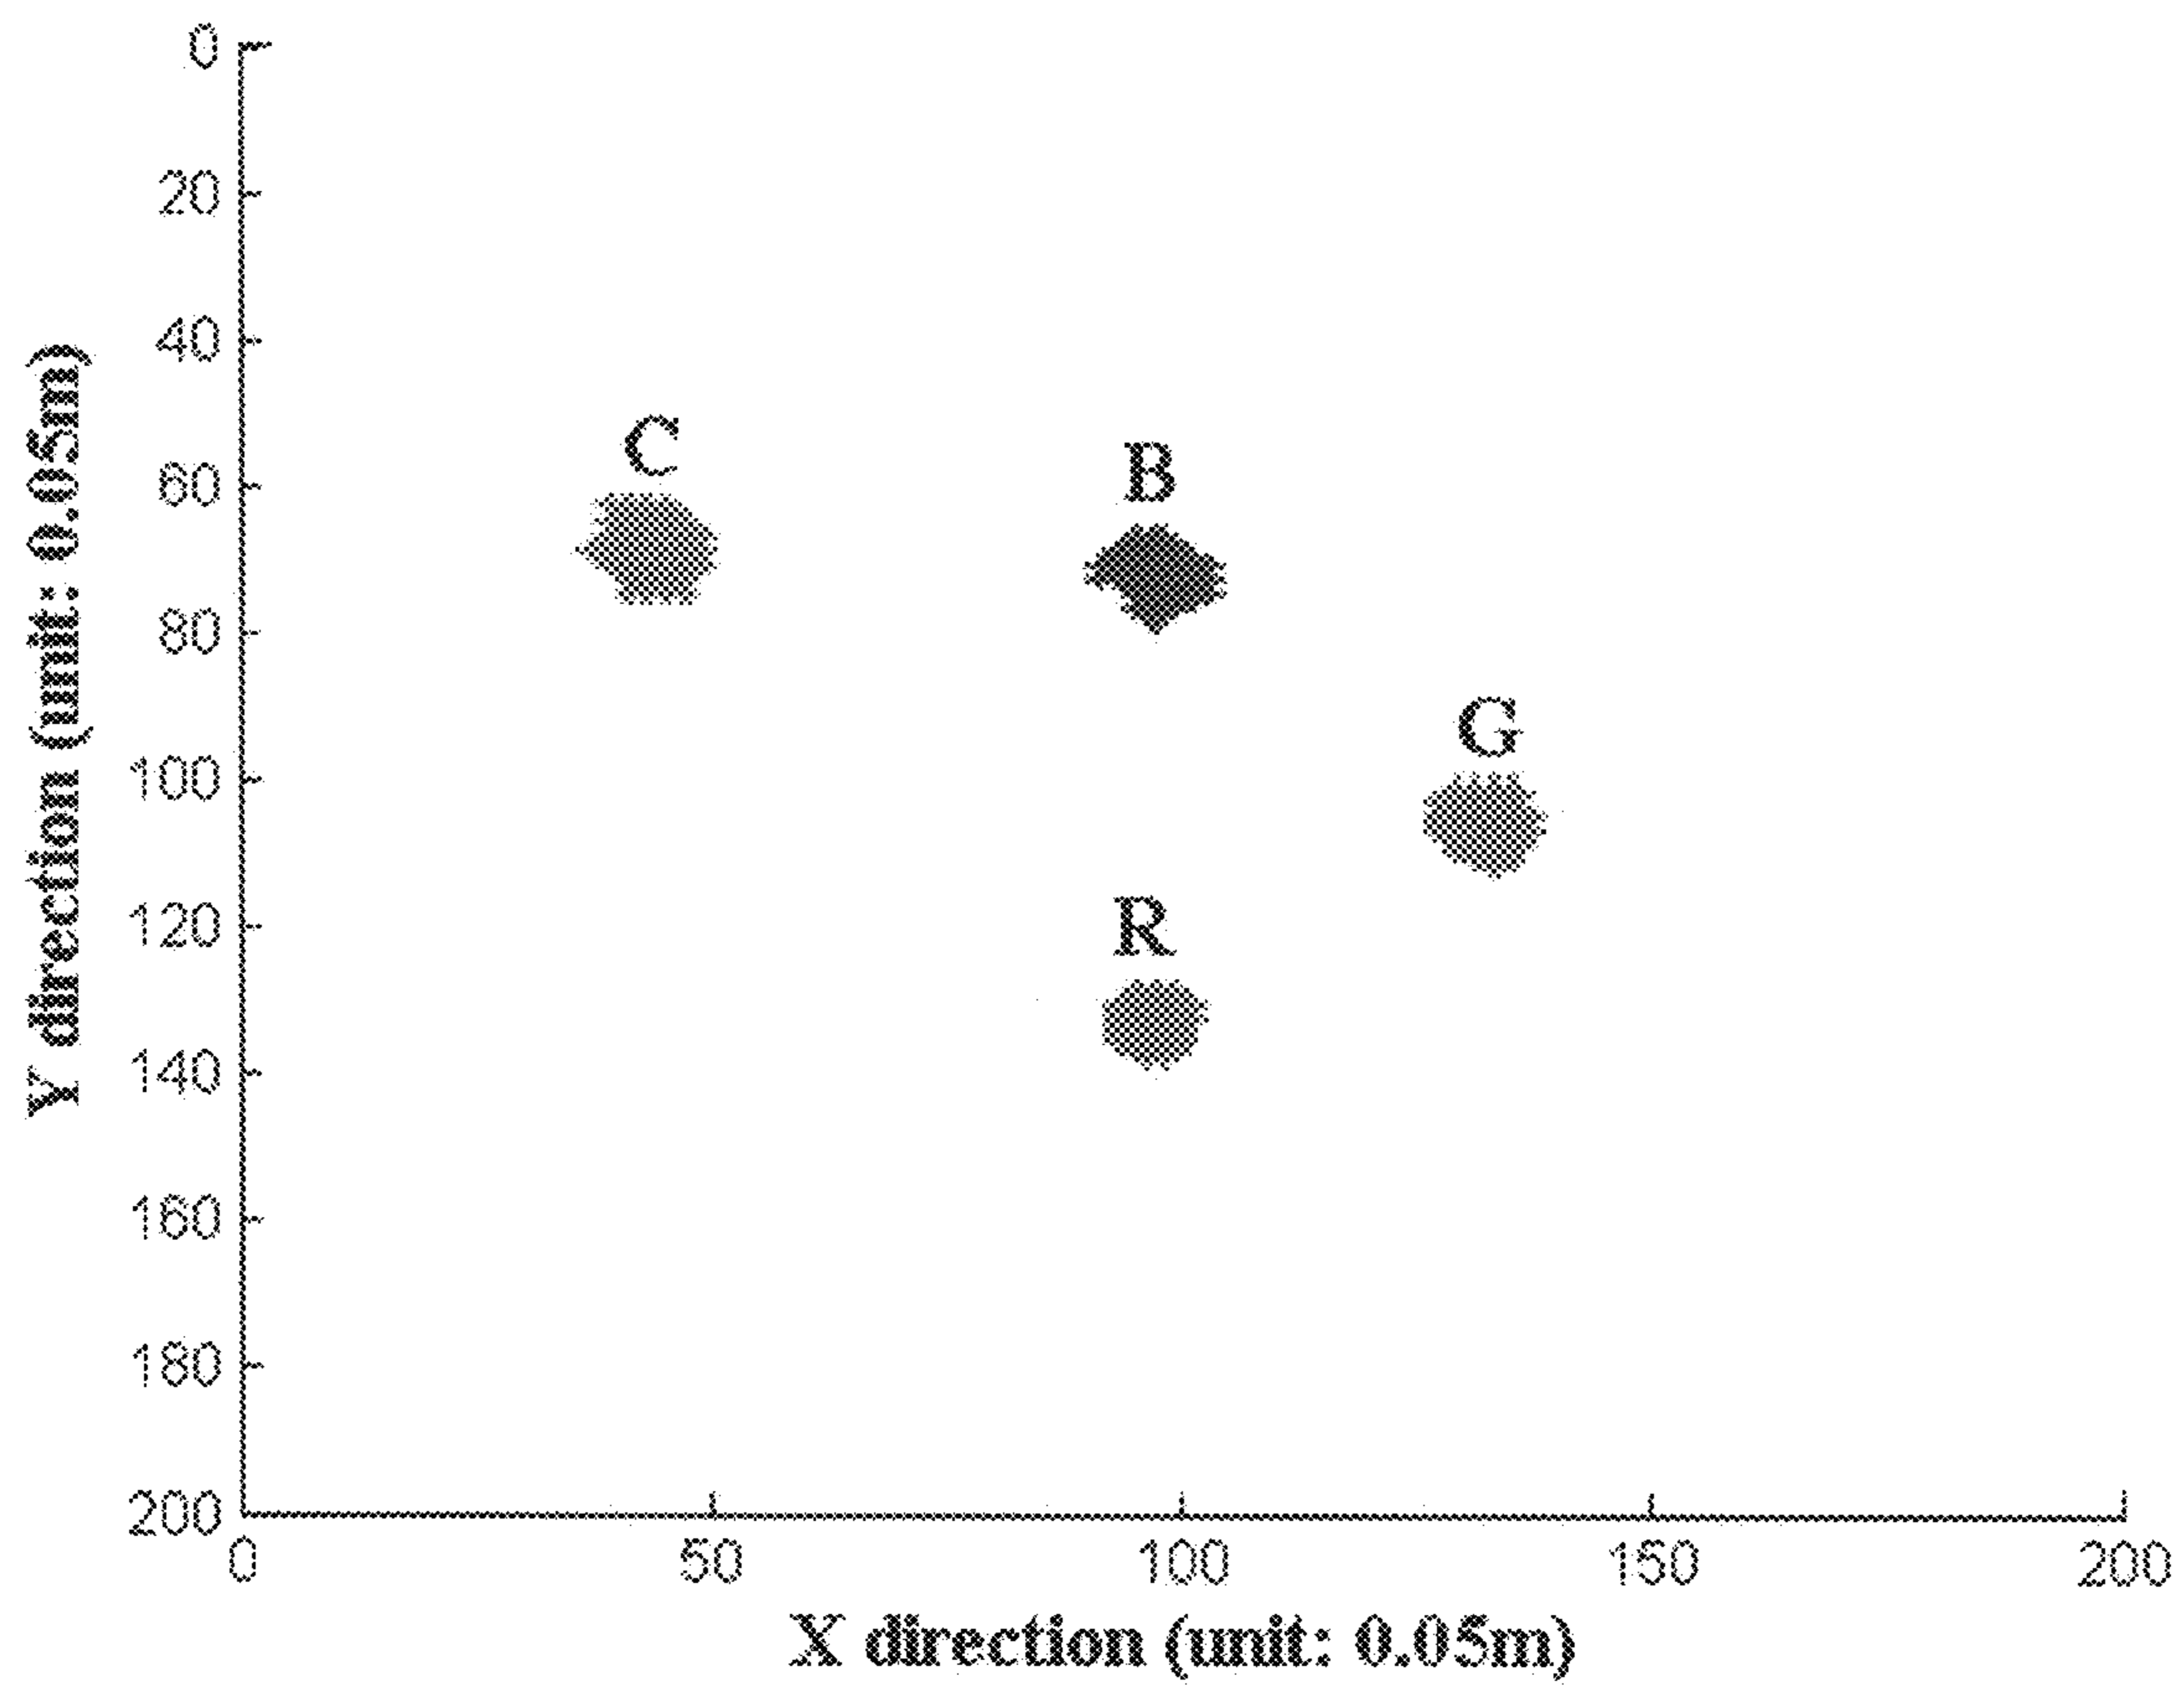 0
20
40
60
80
100
120
140
160
180
200
Y direction (unit: 0.05m)
C
B
G
R
0 50 100 150 200
X direction (unit: 0.05m)